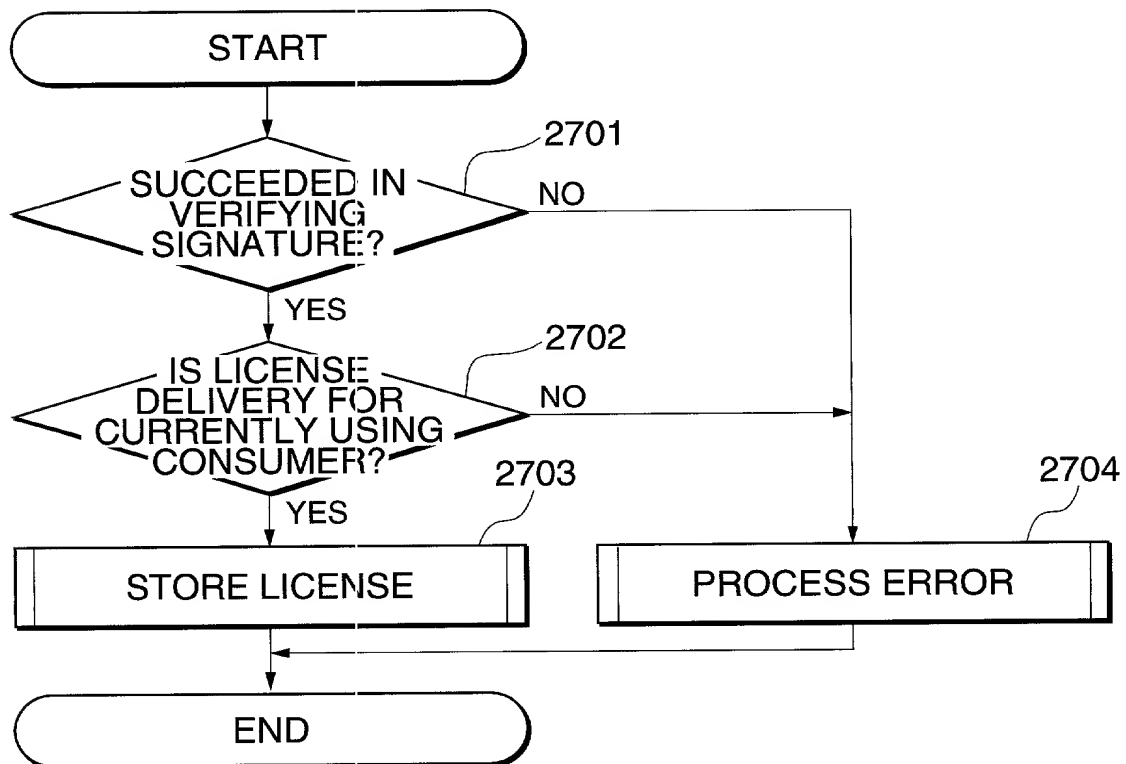 START
2701
SUCCEEDED IN
VERIFYING
SIGNATURE?
NO
YES
2702
IS LICENSE
DELIVERY FOR
CURRENTLY USING
CONSUMER?
NO
YES
2703
STORE LICENSE
2704
PROCESS ERROR
END